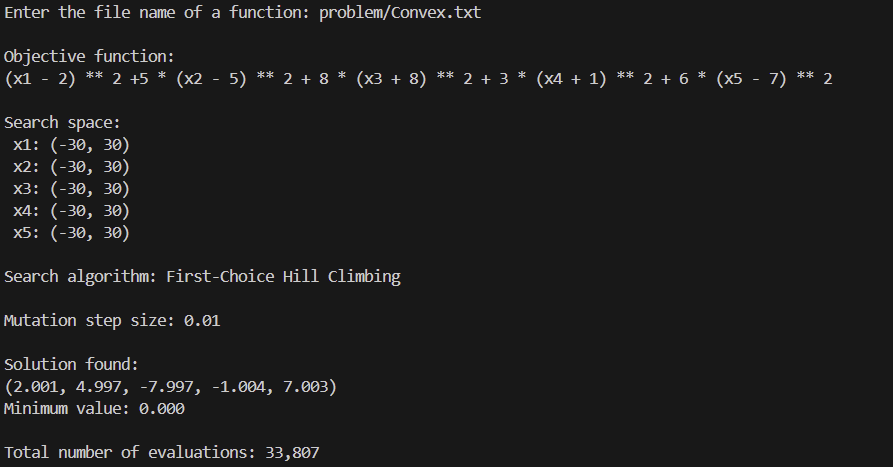 Enter the file name of a function: problem/Convex.txt
Objective function:
(x1 - 2) ** 2 +5 * (x2 - 5) ** 2 + 8 * (x3 + 8) ** 2 + 3 * (x4 + 1) ** 2 + 6 * (x5 - 7) ** 2
Search space:
x1: (-30, 30)
x2: (-30, 30)
x3: (-30, 30)
x4: (-30, 30)
x5: (-30, 30)
Search algorithm: First-Choice Hill Climbing
Mutation step size: 0.01
Solution found:
(2.001, 4.997, -7.997, -1.004, 7.003)
Minimum value: 0.000
Total number of evaluations: 33,807